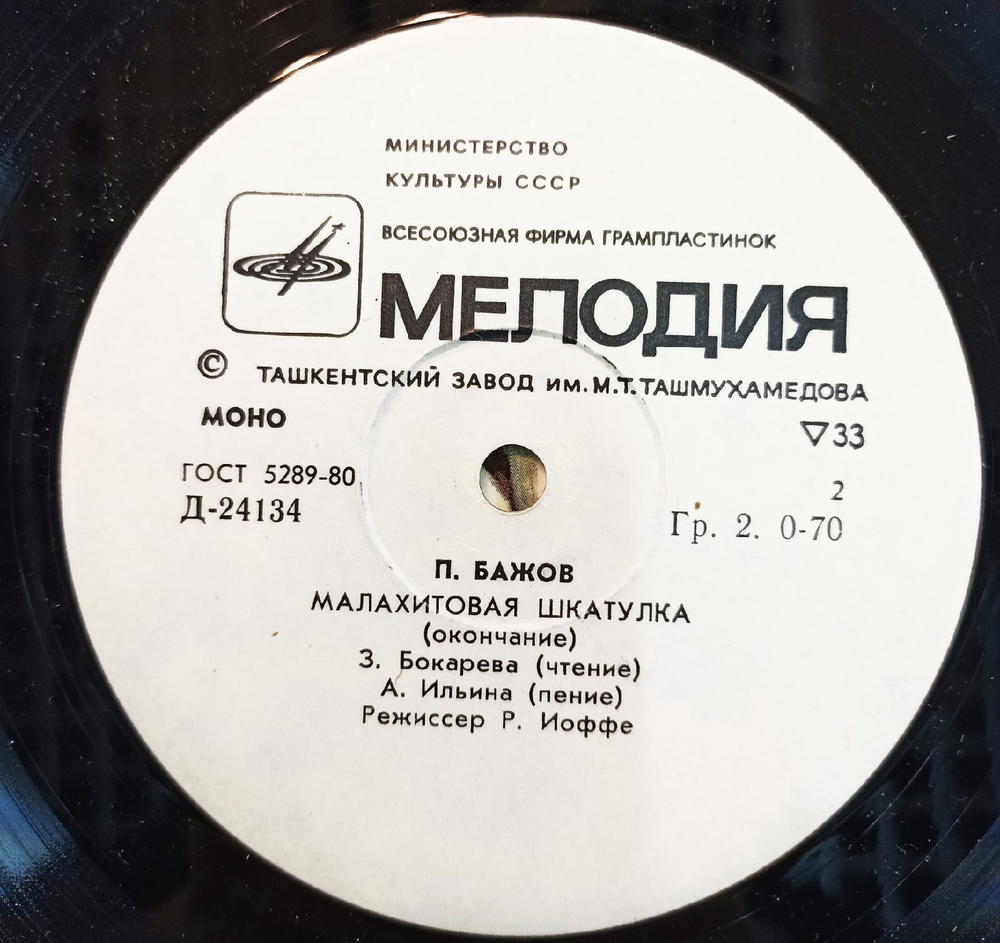 МИНИСТЕРСТВО
КУЛЬТУРЫ СССР
ВСЕСОЮЗНАЯ ФИРМА ГРАМПЛАСТИНОК
МЕЛОДИЯ
© ТАШКЕНТСКИЙ ЗАВОД им. М.Т. ТАШМУХАМЕДОВА
МОНО ▽33
ГОСТ 5289-80 2
Д-24134 Гр. 2. 0-70
П. БАЖОВ
МАЛАХИТОВАЯ ШКАТУЛКА
(окончание)
З. Бокарева (чтение)
А. Ильина (пение)
Режиссер Р. Иоффе